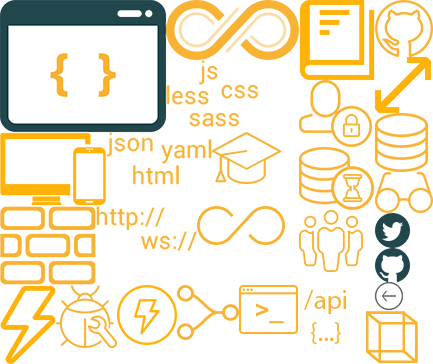 { }
js
less css
sass
json yaml
html
http://
ws://
>_
/api
{...}